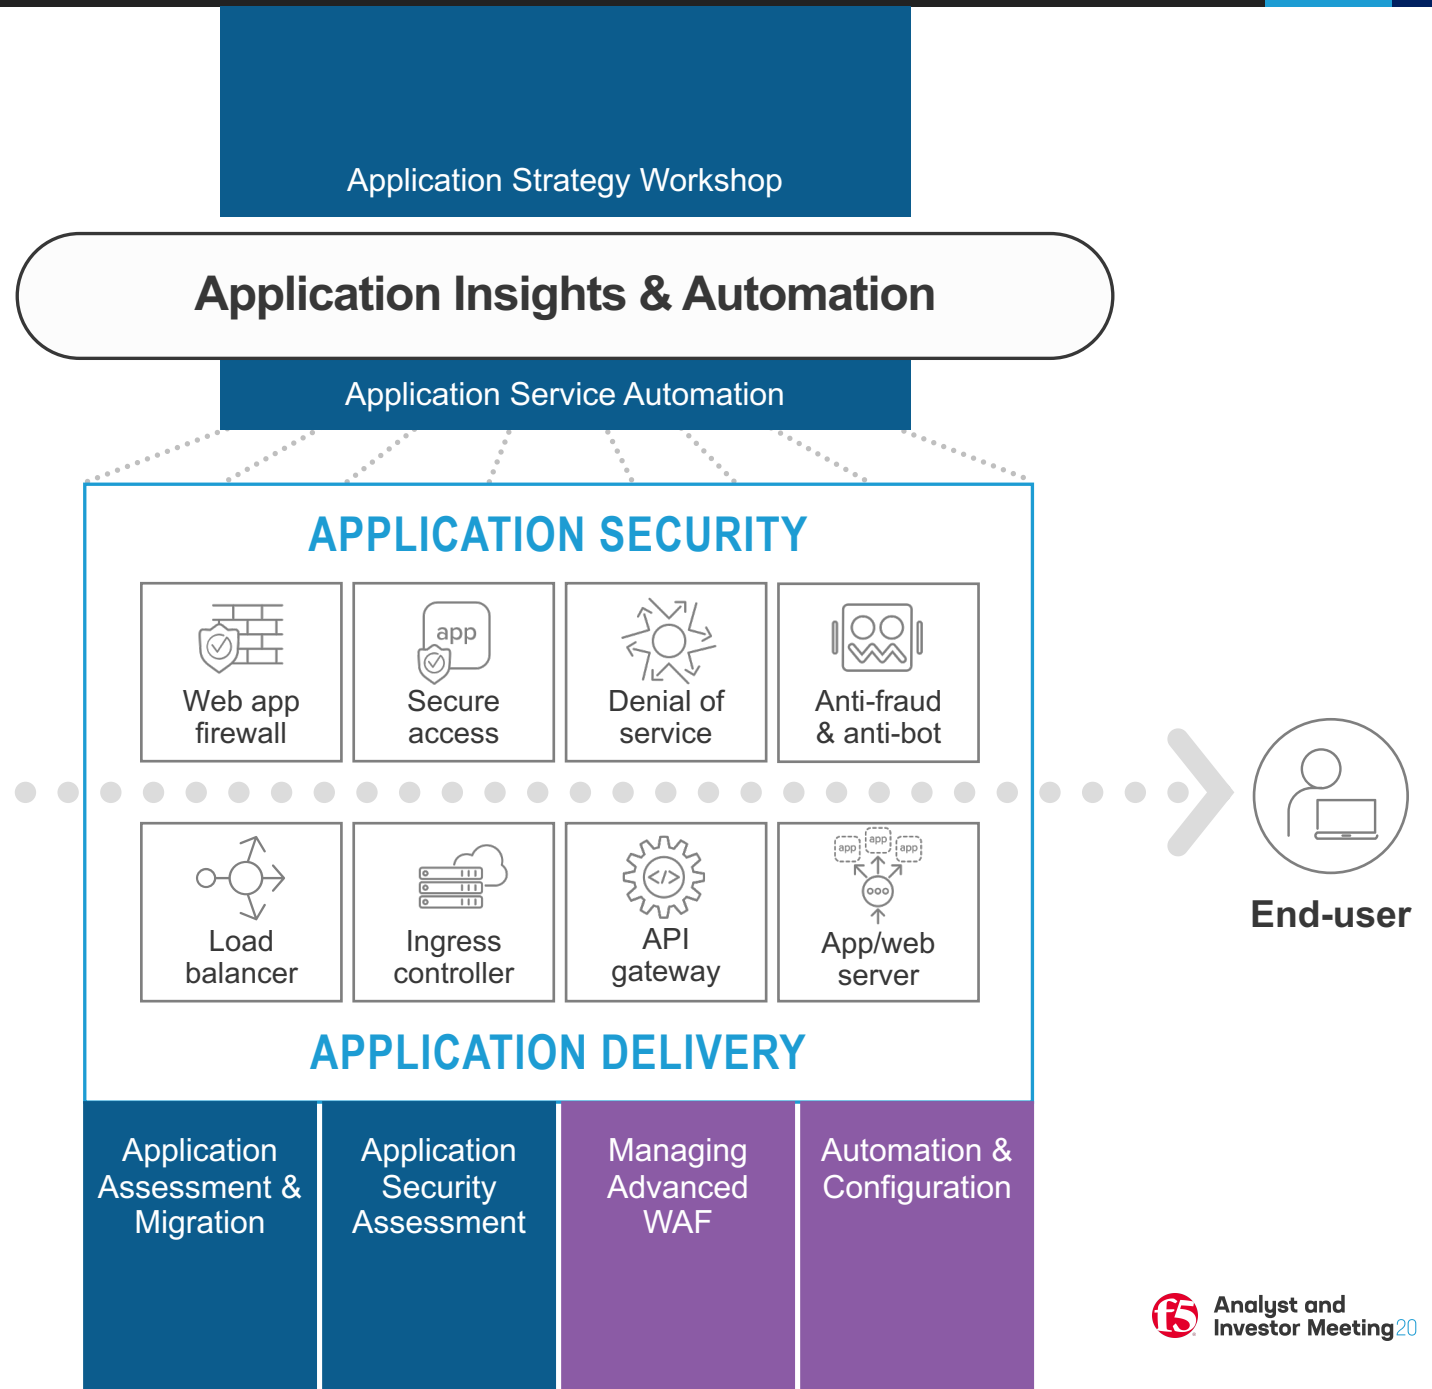 Application Strategy Workshop
Application Insights & Automation
Application Service Automation
APPLICATION SECURITY
Web app
firewall
app
Secure
access
Denial of
service
Anti-fraud
& anti-bot
Load
balancer
Ingress
controller
</>
API
gateway
app
app
app
App/web
server
APPLICATION DELIVERY
End-user
Application
Assessment &
Migration
Application
Security
Assessment
Managing
Advanced
WAF
Automation &
Configuration
f5
Analyst and
Investor Meeting20